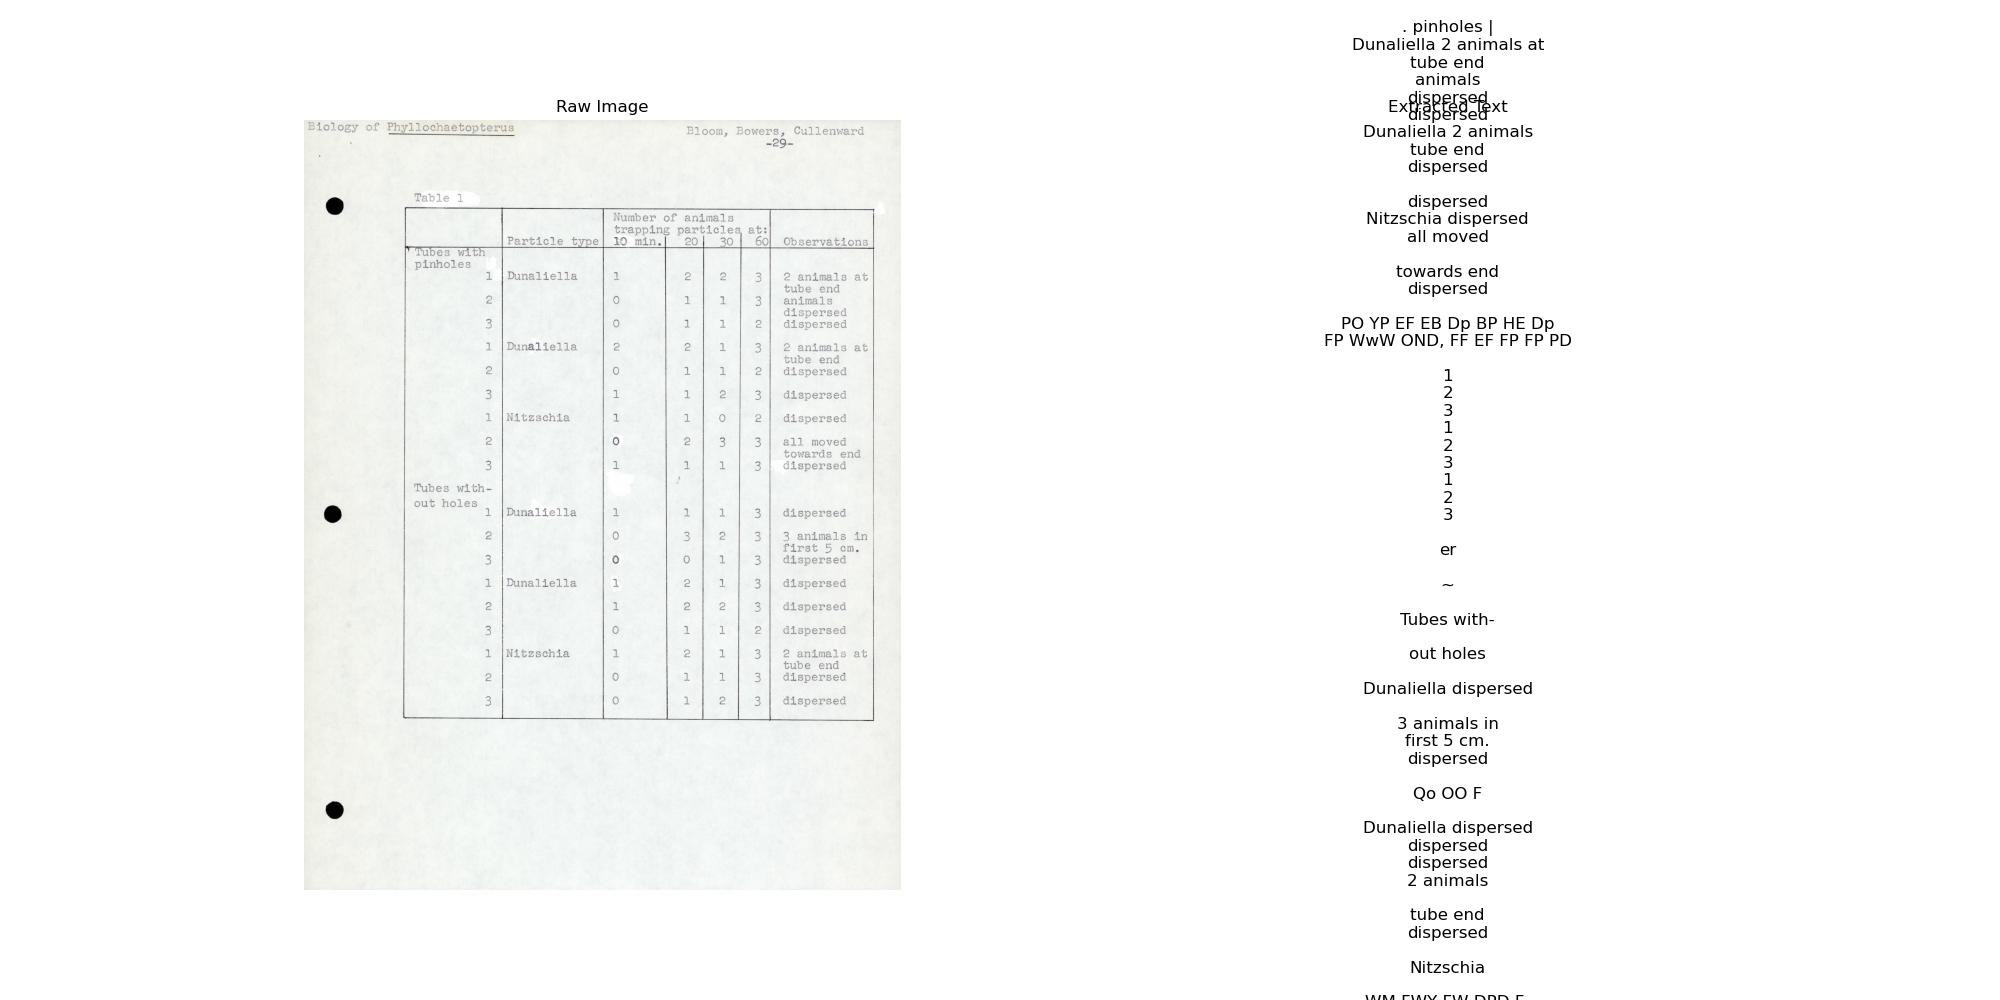 Raw Image
Biology of Phyllochaetopterus
Bloom, Bowers, Cullenward
-29-
Table 1
Number of animals
trapping particles at:
Particle type 10 min. 20 30 60 Observations
Tubes with
pinholes
1 Dunaliella 1 2 2 3 2 animals at
tube end
2 0 1 1 3 animals
dispersed
3 0 1 1 2 dispersed
1 Dunaliella 2 2 1 3 2 animals at
tube end
2 0 1 1 2 dispersed
3 1 1 2 3 dispersed
1 Nitzschia 1 1 0 2 dispersed
2 0 2 3 3 all moved
towards end
3 1 1 1 3 dispersed
Tubes with-
out holes
1 Dunaliella 1 1 1 3 dispersed
2 0 3 2 3 3 animals in
first 5 cm.
3 0 0 1 3 dispersed
1 Dunaliella 1 2 1 3 dispersed
2 1 2 2 3 dispersed
3 0 1 1 2 dispersed
1 Nitzschia 1 2 1 3 2 animals at
tube end
2 0 1 1 3 dispersed
3 0 1 2 3 dispersed
. pinholes |
Dunaliella 2 animals at
tube end
animals
dispersed
Extracted Text
dispersed
Dunaliella 2 animals
tube end
dispersed
dispersed
Nitzschia dispersed
all moved
towards end
dispersed
PO YP EF EB Dp BP HE Dp
FP WwW OND, FF EF FP FP PD
1
2
3
1
2
3
1
2
3
er
~
Tubes with-
out holes
Dunaliella dispersed
3 animals in
first 5 cm.
dispersed
Qo OO F
Dunaliella dispersed
dispersed
dispersed
2 animals
tube end
dispersed
Nitzschia